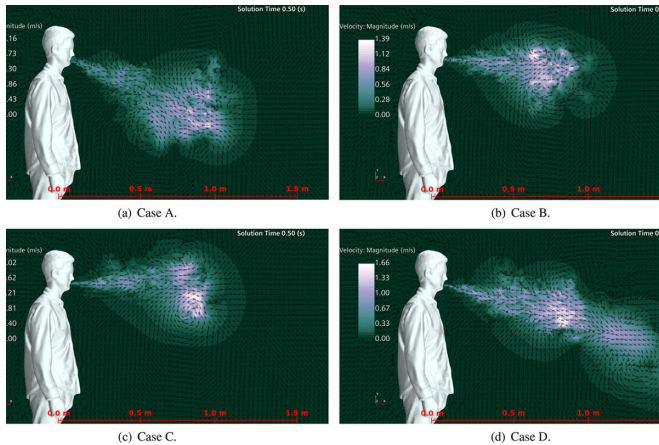 Solution Time 0.50 (s)
gnitude (m/s)
.16
.73
.30
.86
.43
.00
0.0 m 0.5 m 1.0 m 1.5 m
(a) Case A.
Solution Time 0
Velocity: Magnitude (m/s)
1.39
1.12
0.84
0.56
0.28
0.00
0.0 m 0.5 m 1.0 m
(b) Case B.
Solution Time 0.50 (s)
gnitude (m/s)
.02
.62
.21
.81
.40
.00
0.0 m 0.5 m 1.0 m 1.5 m
(c) Case C.
Solution Time 0
Velocity: Magnitude (m/s)
1.66
1.33
1.00
0.67
0.33
0.00
0.0 m 0.5 m 1.0 m
(d) Case D.